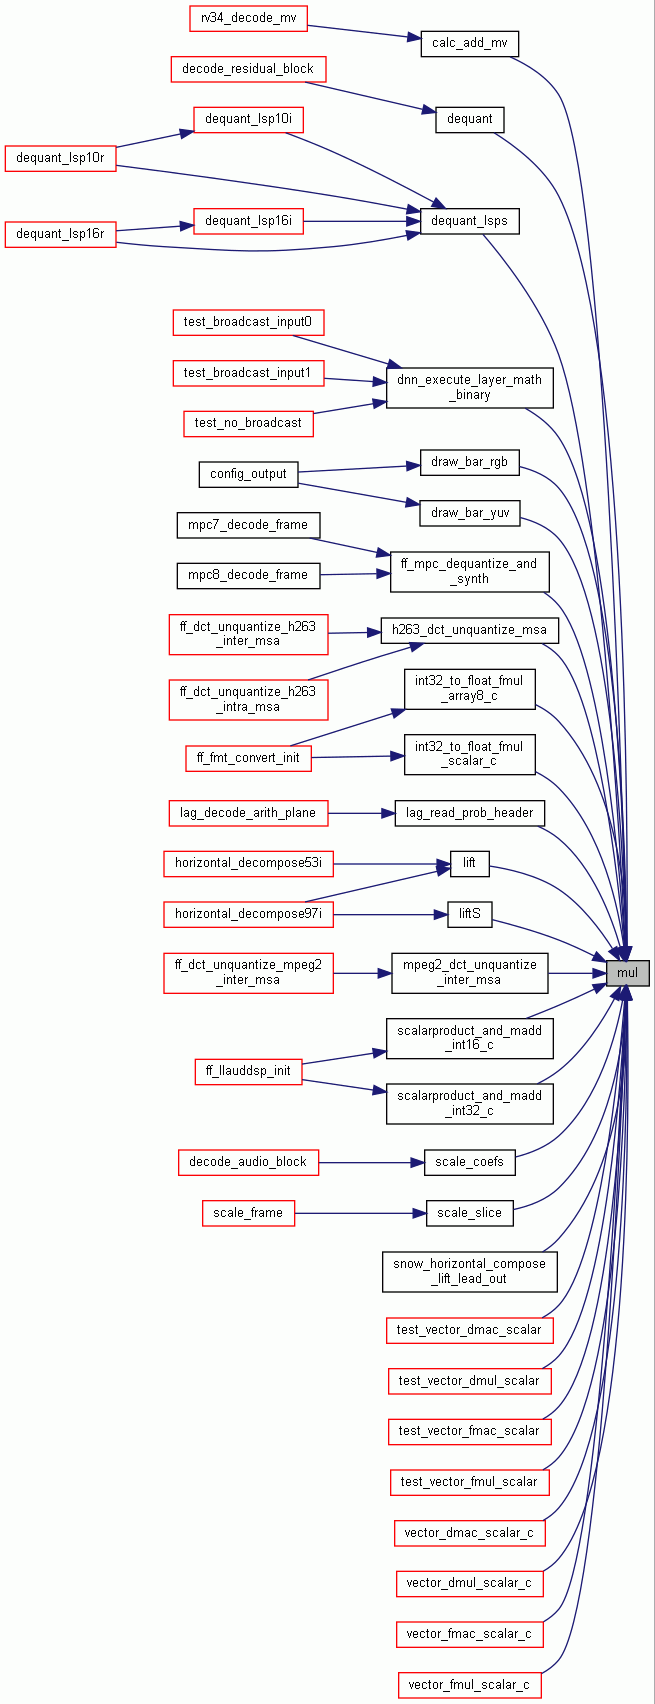 rv34_decode_mv
calc_add_mv
decode_residual_block
dequant
dequant_lsp10i
dequant_lsp10r
dequant_lsp16i
dequant_lsps
dequant_lsp16r
test_broadcast_input0
test_broadcast_input1
dnn_execute_layer_math
_binary
test_no_broadcast
draw_bar_rgb
config_output
draw_bar_yuv
mpc7_decode_frame
ff_mpc_dequantize_and
_synth
mpc8_decode_frame
ff_dct_unquantize_h263
_inter_msa
h263_dct_unquantize_msa
ff_dct_unquantize_h263
_intra_msa
int32_to_float_fmul
_array8_c
ff_fmt_convert_init
int32_to_float_fmul
_scalar_c
lag_decode_arith_plane
lag_read_prob_header
horizontal_decompose53i
lift
horizontal_decompose97i
liftS
ff_dct_unquantize_mpeg2
_inter_msa
mpeg2_dct_unquantize
_inter_msa
mul
scalarproduct_and_madd
_int16_c
ff_llauddsp_init
scalarproduct_and_madd
_int32_c
decode_audio_block
scale_coefs
scale_frame
scale_slice
snow_horizontal_compose
_lift_lead_out
test_vector_dmac_scalar
test_vector_dmul_scalar
test_vector_fmac_scalar
test_vector_fmul_scalar
vector_dmac_scalar_c
vector_dmul_scalar_c
vector_fmac_scalar_c
vector_fmul_scalar_c